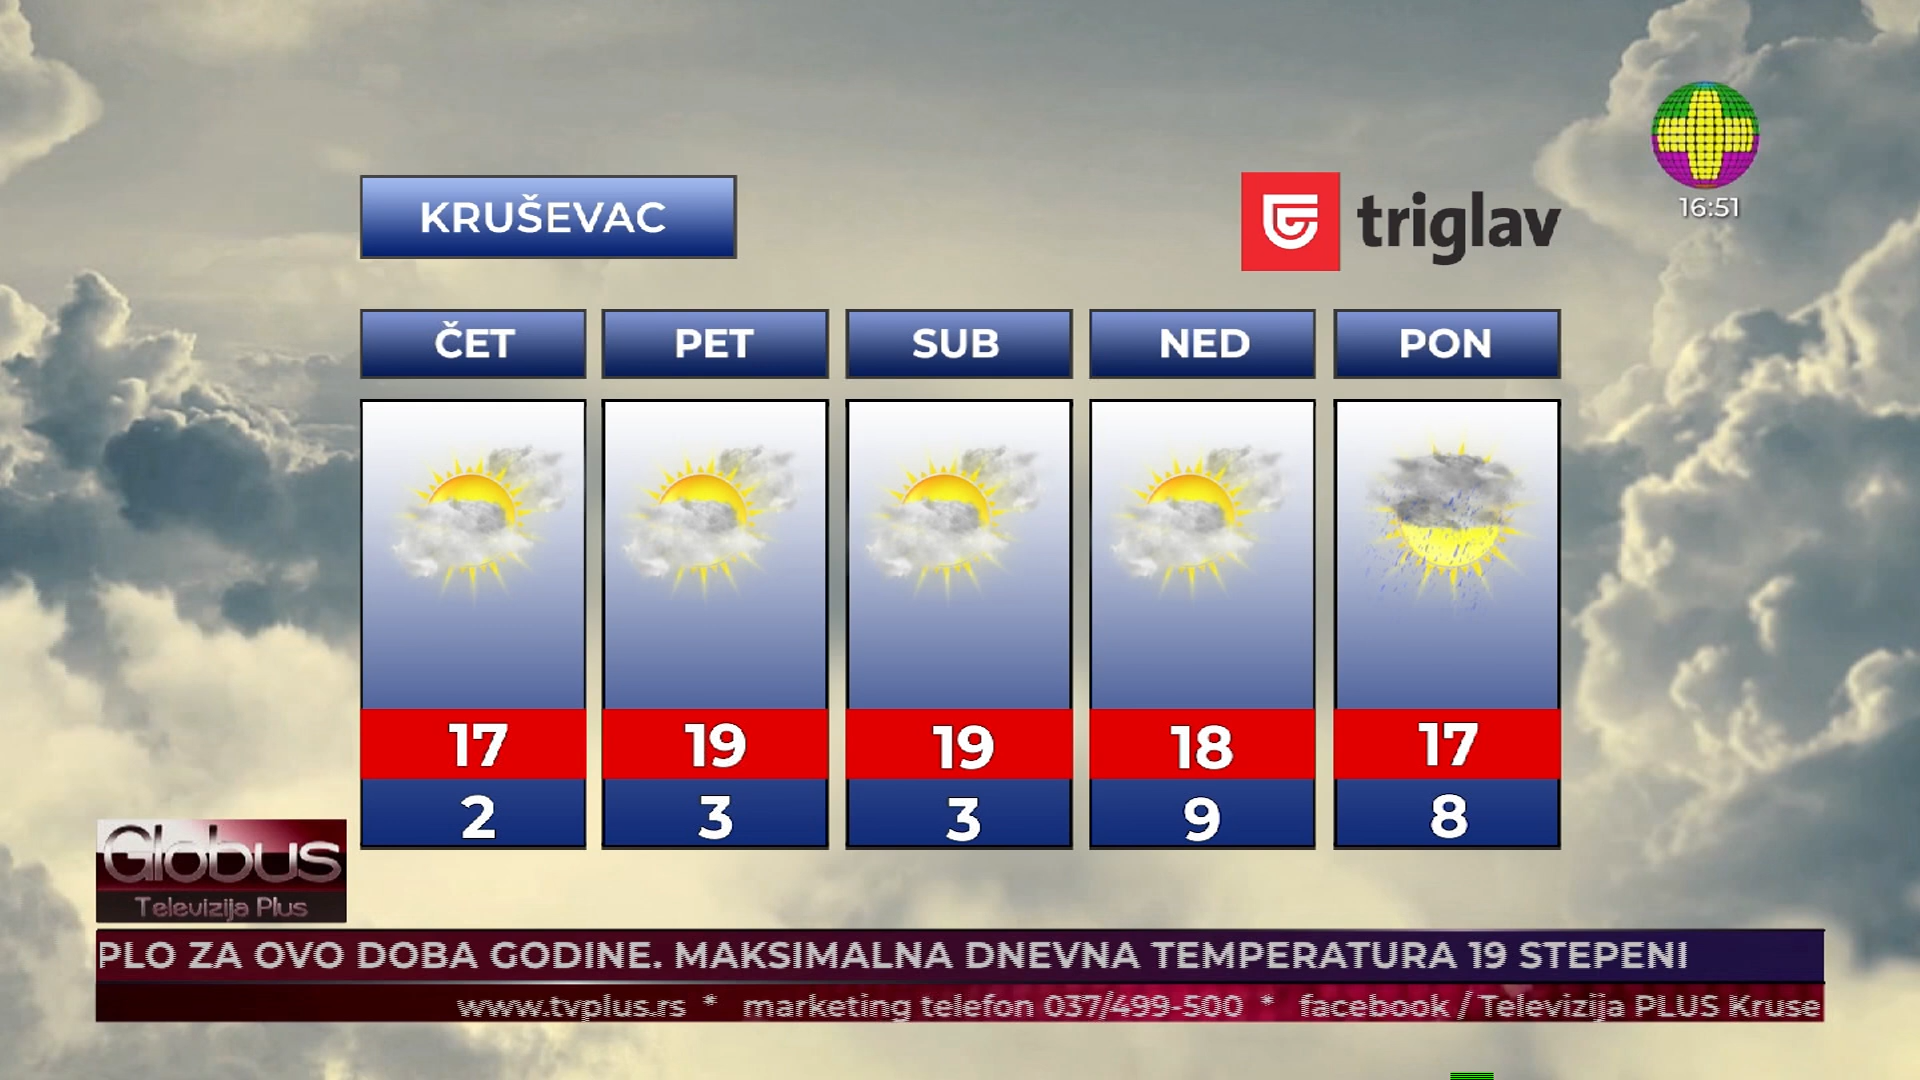 16:51
KRUŠEVAC
triglav
ČET PET SUB NED PON
17 19 19 18 17
2 3 3 9 8
Globus
Televizija Plus
PLO ZA OVO DOBA GODINE. MAKSIMALNA DNEVNA TEMPERATURA 19 STEPENI
www.tvplus.rs * marketing telefon 037/499-500 * facebook / Televizija PLUS Kruse